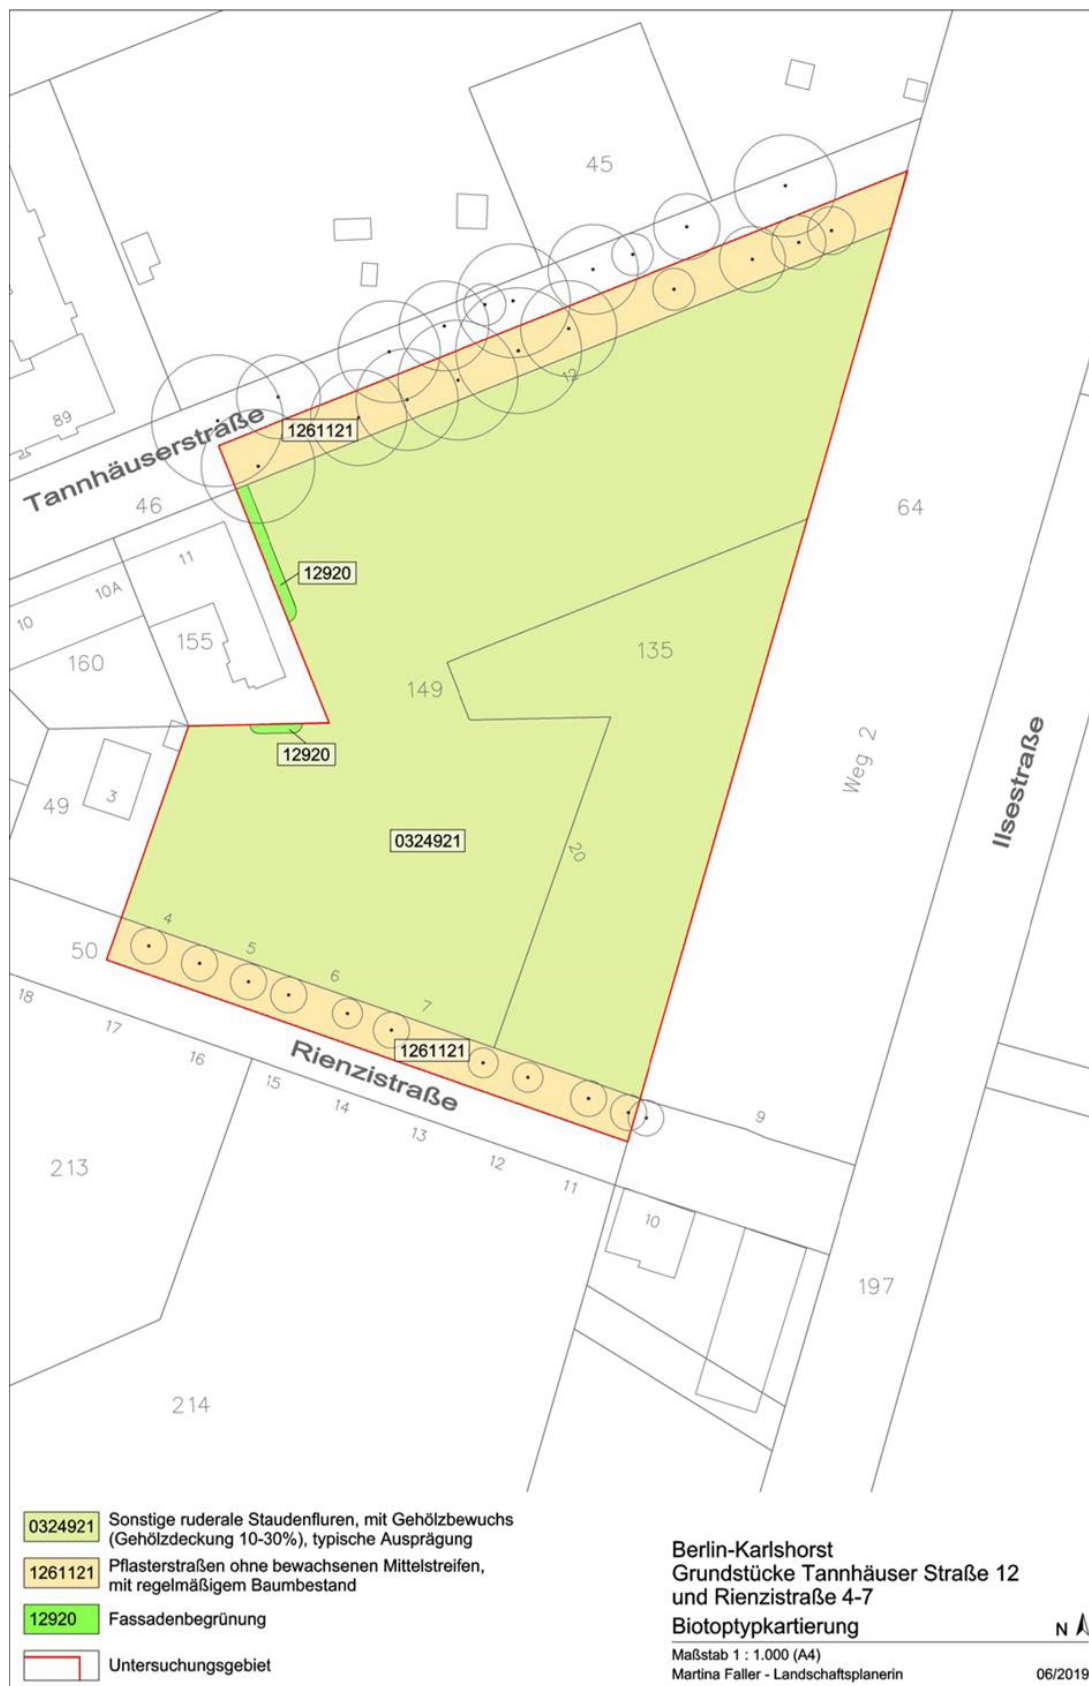 45
89
Tannhäuserstraße
46
12
1261121
64
12920
11
10A
10
155
160
135
149
12920
Weg 2
Ilsestraße
49
3
0324921
20
4
50
5
6
7
1261121
18
17
16
Rienzistraße
15
14
13
12
11
9
213
10
197
214
0324921 Sonstige ruderale Staudenfluren, mit Gehölzbewuchs
(Gehölzdeckung 10-30%), typische Ausprägung
1261121 Pflasterstraßen ohne bewachsenen Mittelstreifen,
mit regelmäßigem Baumbestand
12920 Fassadenbegrünung
Untersuchungsgebiet
Berlin-Karlshorst
Grundstücke Tannhäuser Straße 12
und Rienzistraße 4-7
Biotoptypkartierung
N
Maßstab 1 : 1.000 (A4)
Martina Faller - Landschaftsplanerin 06/2019